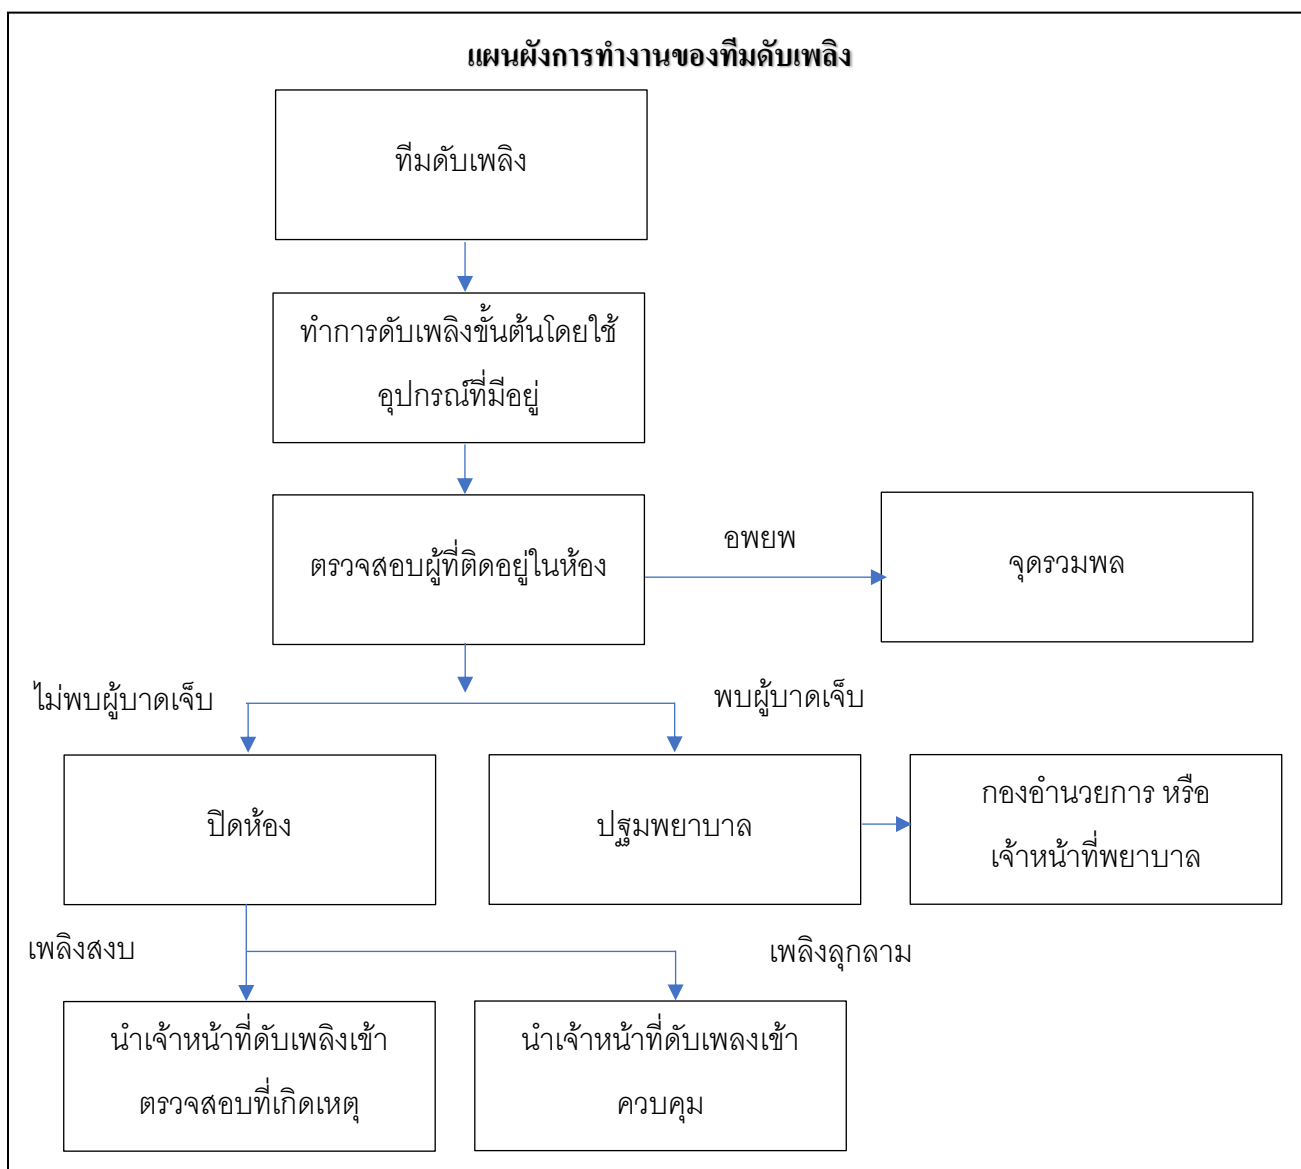 แผนผังการทำงานของทีมดับเพลิง
ทีมดับเพลิง
ทำการดับเพลิงขั้นต้นโดยใช้
อุปกรณ์ที่มีอยู่
ตรวจสอบผู้ที่ติดอยู่ในห้อง
อพยพ
จุดรวมพล
ไม่พบผู้บาดเจ็บ
พบผู้บาดเจ็บ
ปิดห้อง
ปฐมพยาบาล
กองอำนวยการ หรือ
เจ้าหน้าที่พยาบาล
เพลิงสงบ
เพลิงลุกลาม
นำเจ้าหน้าที่ดับเพลิงเข้า
ตรวจสอบที่เกิดเหตุ
นำเจ้าหน้าที่ดับเพลงเข้า
ควบคุม